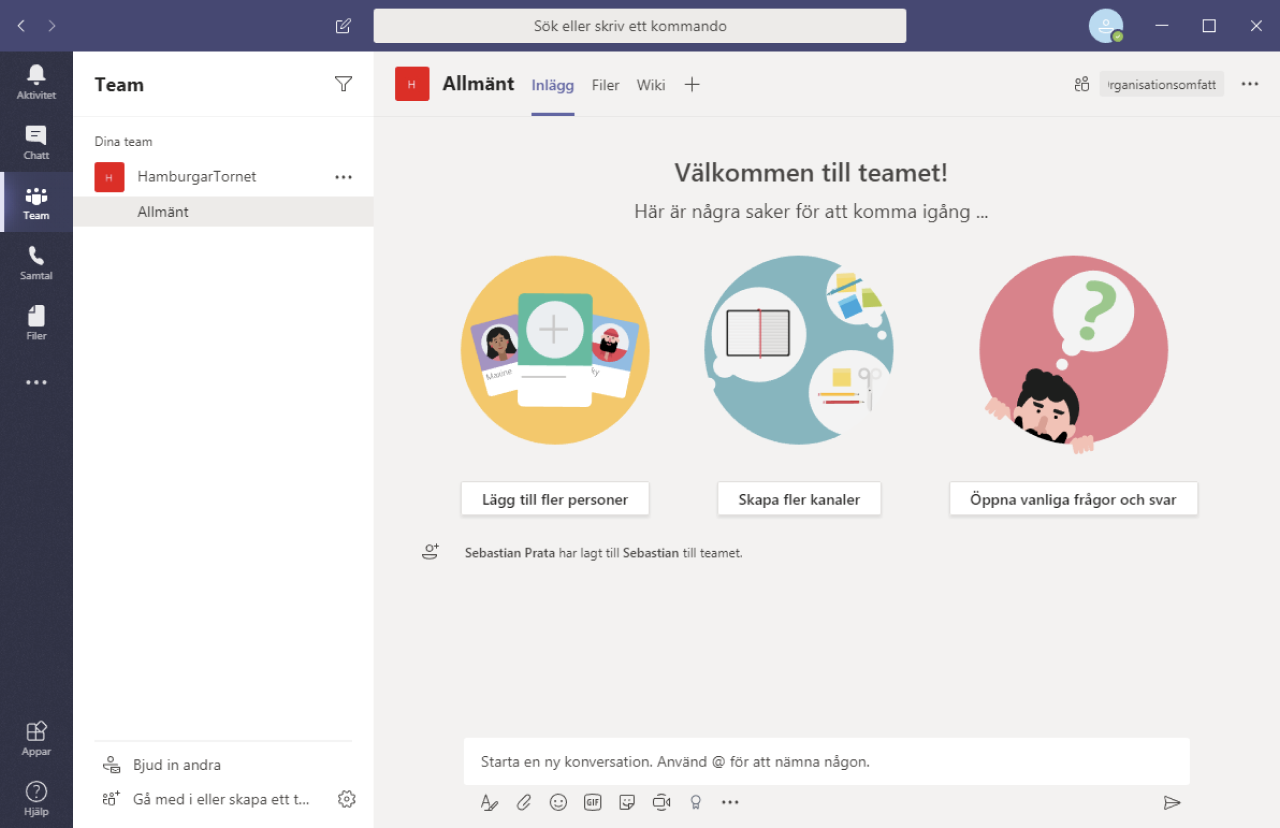 Sök eller skriv ett kommando
Aktivitet
Chatt
Team
Samtal
Filer
Appar
Hjälp
Team
Dina team
H
HamburgarTornet
Allmänt
Bjud in andra
Gå med i eller skapa ett t...
H
Allmänt
Inlägg
Filer
Wiki
rganisationsomfatt
Välkommen till teamet!
Här är några saker för att komma igång ...
Maxine
ky
Lägg till fler personer
Skapa fler kanaler
Öppna vanliga frågor och svar
Sebastian Prata har lagt till Sebastian till teamet.
Starta en ny konversation. Använd @ för att nämna någon.
GIF